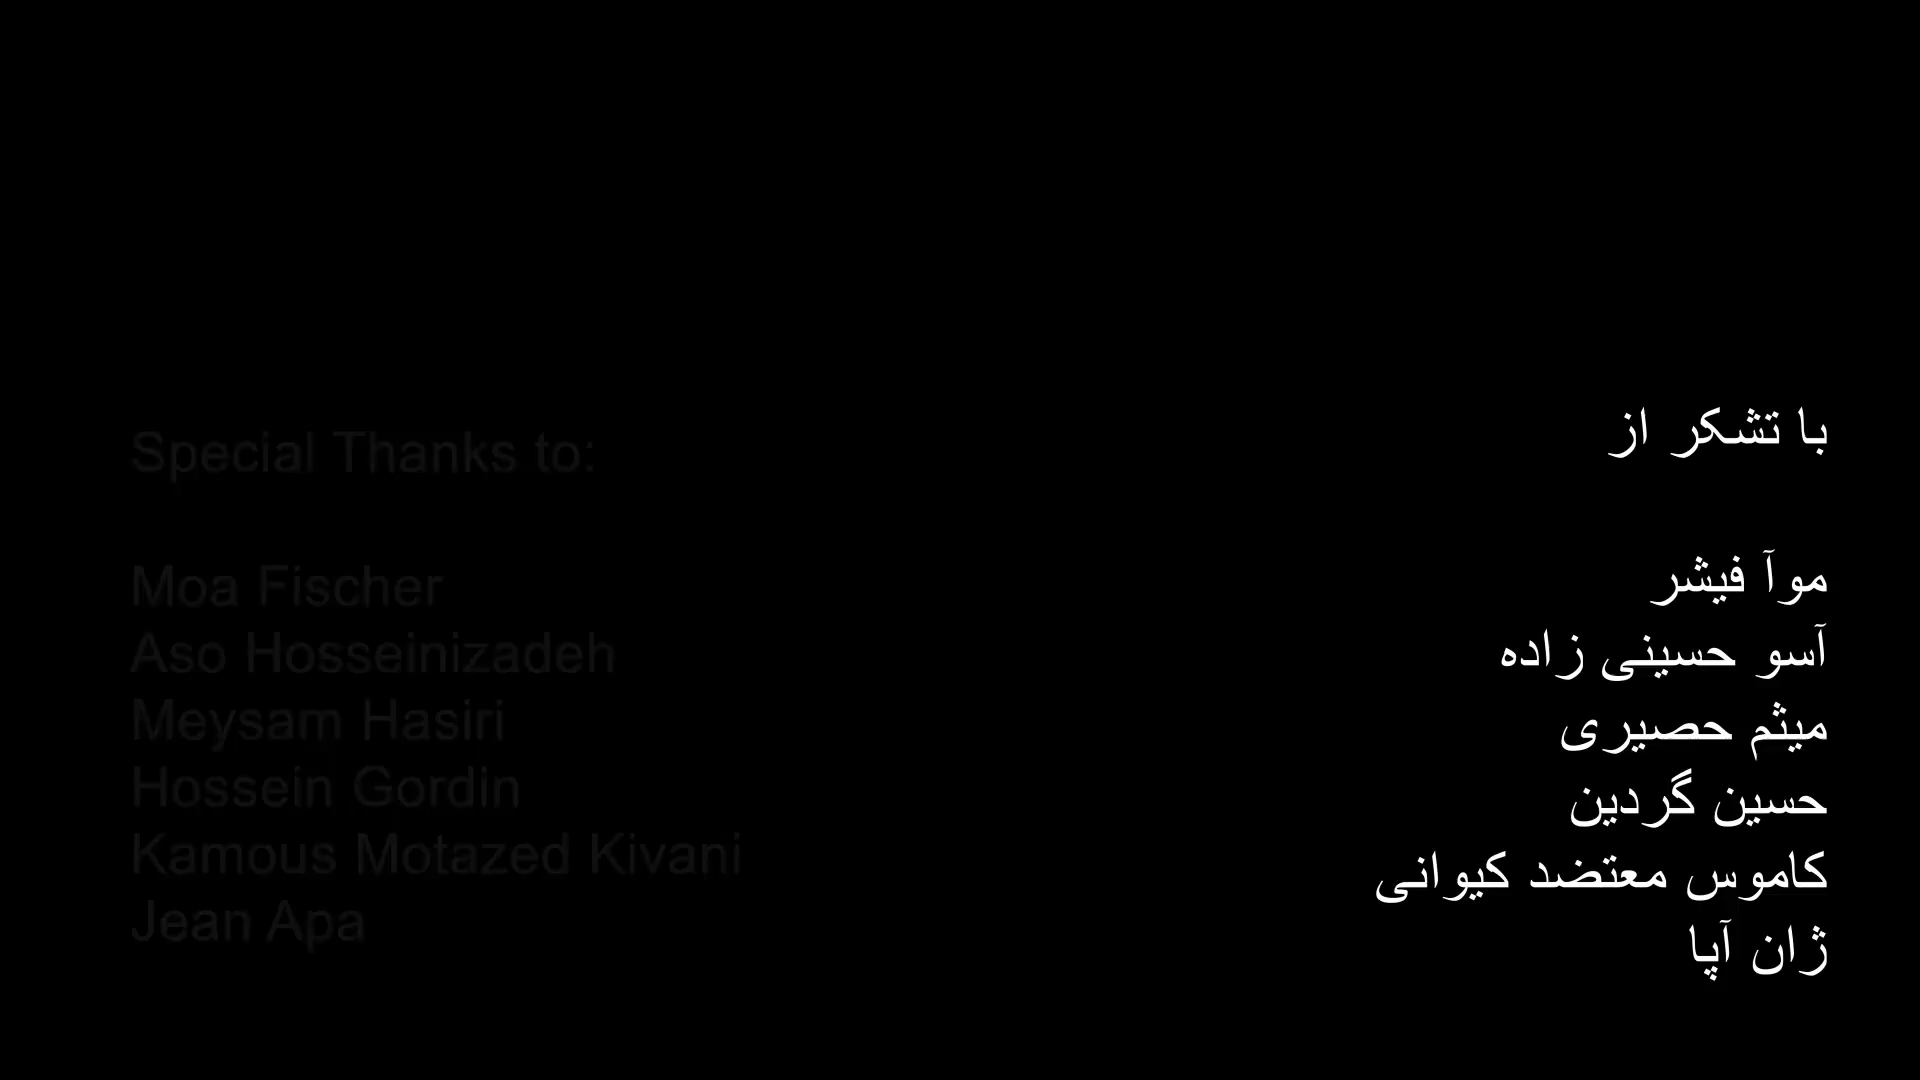 Special Thanks to:
Moa Fischer
Aso Hosseinizadeh
Meysam Hasiri
Hossein Gordin
Kamous Motazed Kivani
Jean Apa
با تشکر از
موآ فیشر
آسو حسینی زاده
میثم حصیری
حسین گردین
کاموس معتضد کیوانی
ژان آپا